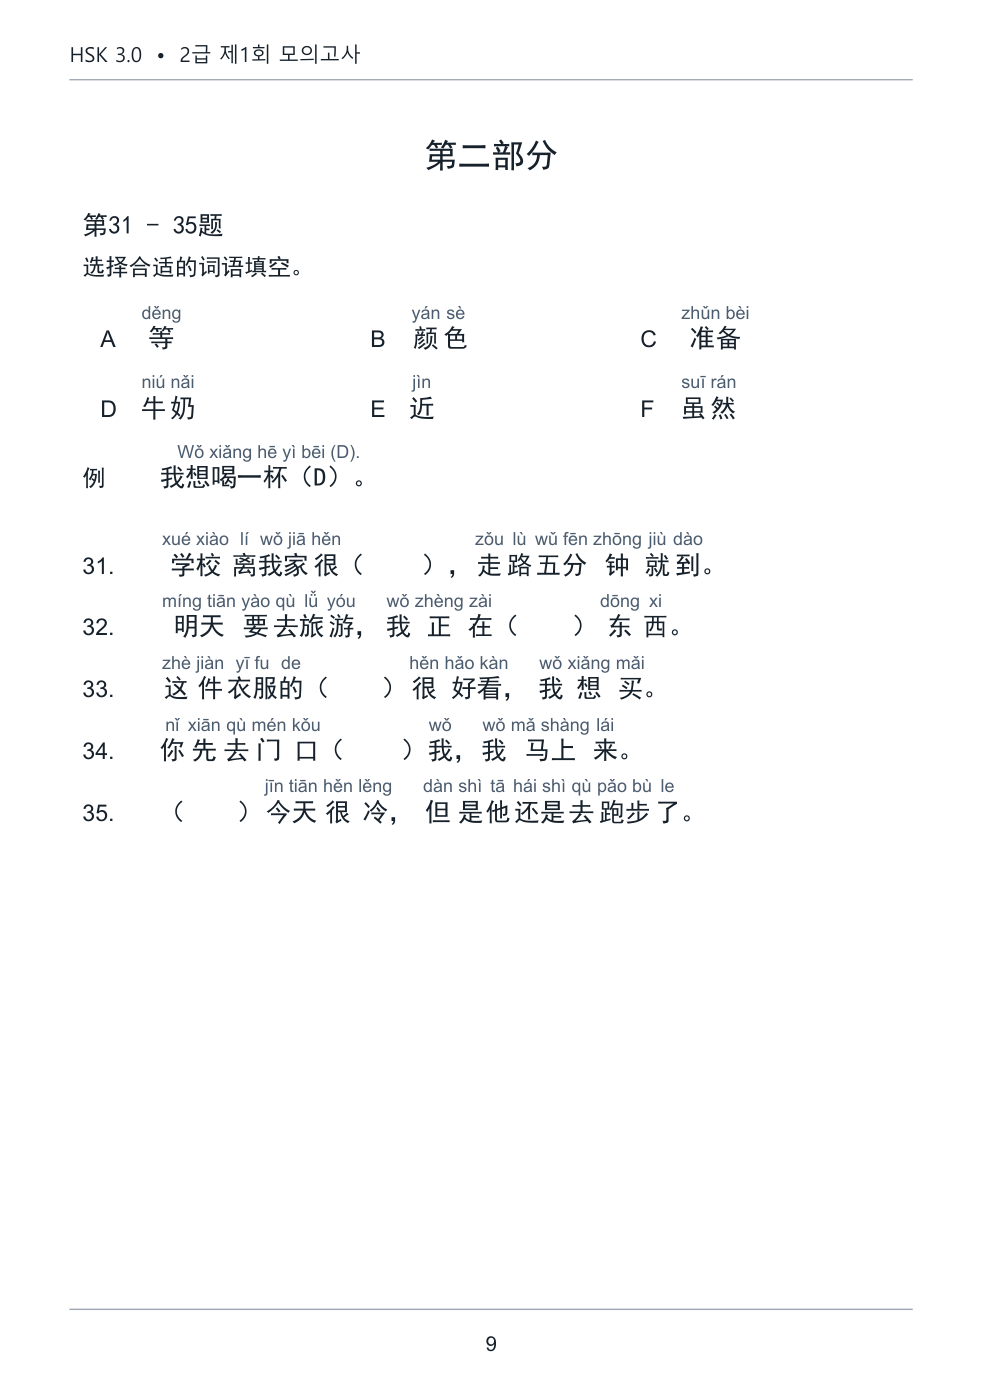 HSK 3.0 • 2급 제1회 모의고사
第二部分
第31 – 35题
选择合适的词语填空。
děng yán sè zhǔn bèi
A 等 B 颜色 C 准备
niú nǎi jìn suī rán
D 牛奶 E 近 F 虽然
Wǒ xiǎng hē yì bēi (D).
例 我想喝一杯（D）。
xué xiào lí wǒ jiā hěn zǒu lù wǔ fēn zhōng jiù dào
31. 学校离我家很（ ），走路五分钟就到。
míng tiān yào qù lǚ yóu wǒ zhèng zài dōng xi
32. 明天要去旅游，我正在（ ）东西。
zhè jiàn yī fu de hěn hǎo kàn wǒ xiǎng mǎi
33. 这件衣服的（ ）很好看，我想买。
nǐ xiān qù mén kǒu wǒ wǒ mǎ shàng lái
34. 你先去门口（ ）我，我马上来。
jīn tiān hěn lěng dàn shì tā hái shì qù pǎo bù le
35. （ ）今天很冷，但是他还是去跑步了。
9